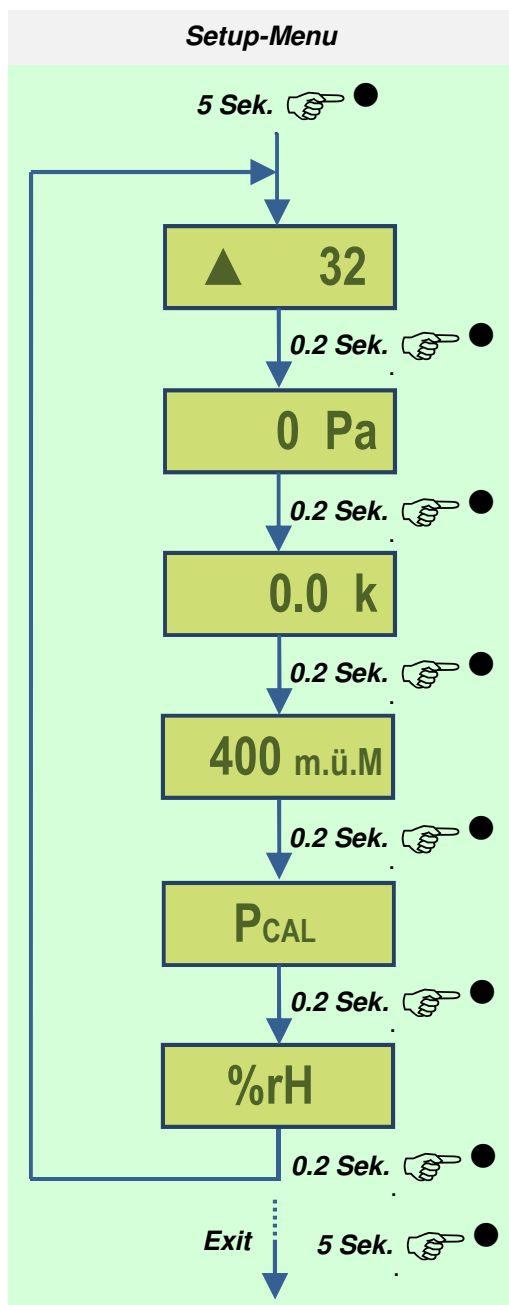 Setup-Menu
5 Sek.
▲ 32
0.2 Sek.
.
0 Pa
0.2 Sek.
.
0.0 k
0.2 Sek.
.
400 m.ü.M
0.2 Sek.
.
PCAL
0.2 Sek.
.
%rH
0.2 Sek.
.
Exit 5 Sek.
.